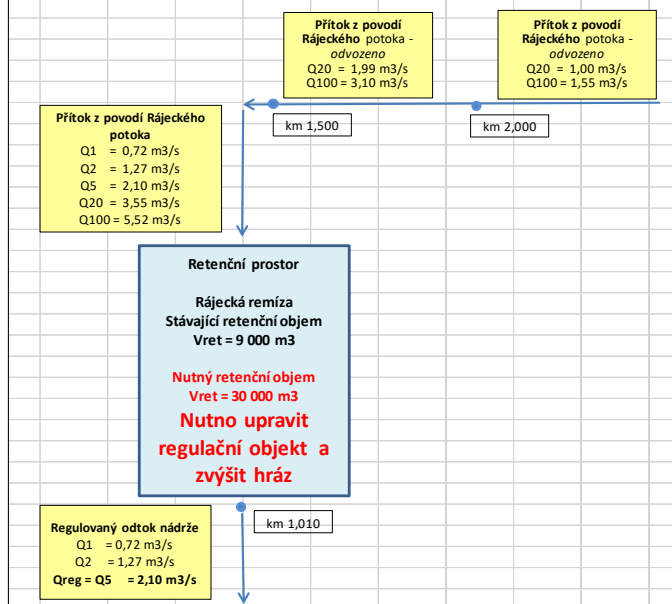 Přítok z povodí
Rájeckého potoka -
odvozeno
Q20 = 1,99 m3/s
Q100 = 3,10 m3/s
Přítok z povodí
Rájeckého potoka -
odvozeno
Q20 = 1,00 m3/s
Q100 = 1,55 m3/s
km 1,500
km 2,000
Přítok z povodí Rájeckého
potoka
Q1 = 0,72 m3/s
Q2 = 1,27 m3/s
Q5 = 2,10 m3/s
Q20 = 3,55 m3/s
Q100 = 5,52 m3/s
Retenční prostor
Rájecká remíza
Stávající retenční objem
Vret = 9 000 m3
Nutný retenční objem
Vret = 30 000 m3
Nutno upravit
regulační objekt a
zvýšit hráz
km 1,010
Regulovaný odtok nádrže
Q1 = 0,72 m3/s
Q2 = 1,27 m3/s
Qreg = Q5 = 2,10 m3/s